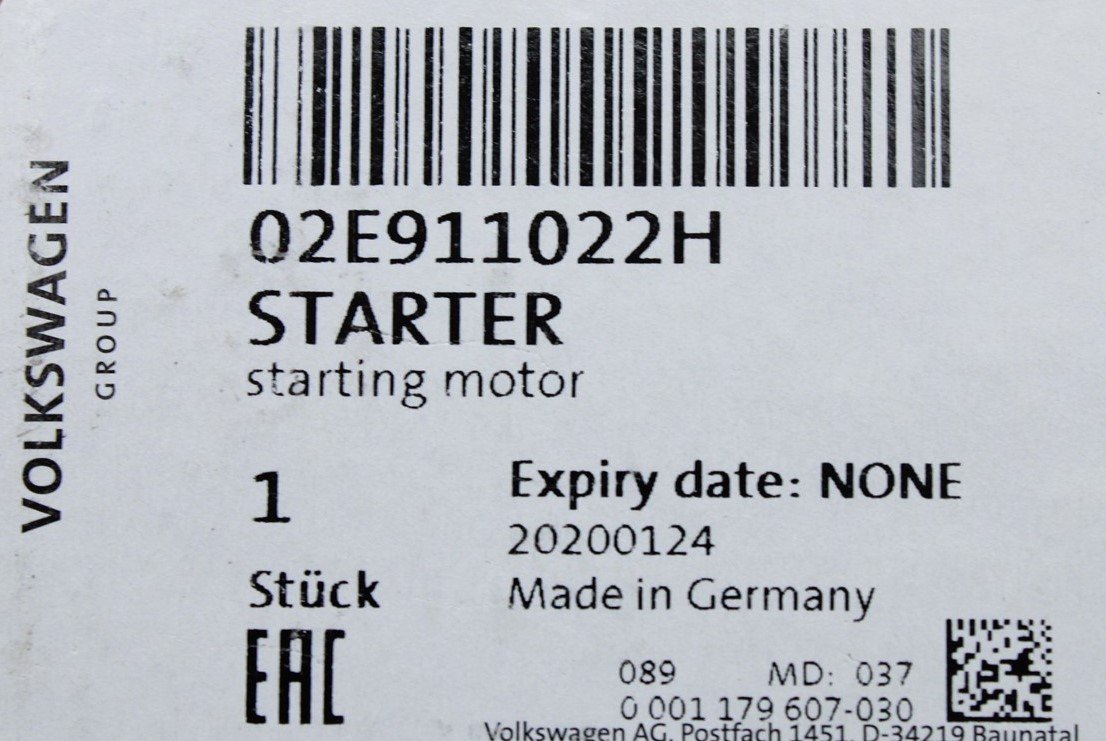 VOLKSWAGEN
GROUP
02E911022H
STARTER
starting motor
1
Expiry date: NONE
20200124
Stück
Made in Germany
EAC
089 MD: 037
0 001 179 607-030
Volkswagen AG, Postfach 1451, D-34219 Baunatal